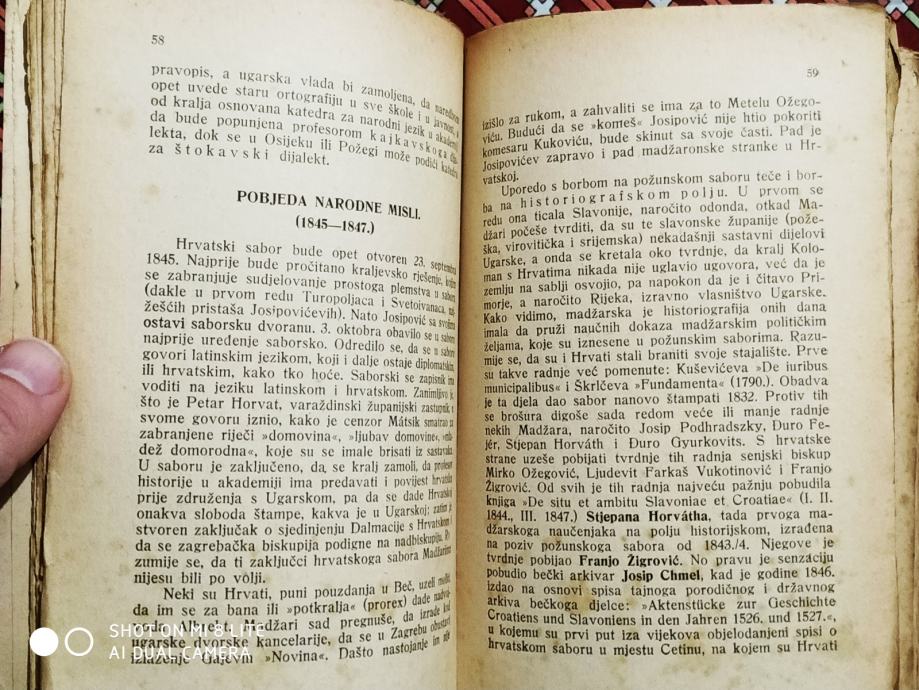 58
pravopis, a ugarska vlada bi zamoljena, da naredbom
opet uvede staru ortografiju u sve škole i u javnost, a
od kralja osnovana katedra za narodni jezik u akademiji
da bude popunjena profesorom kajkavskoga dija-
lekta, dok se u Osijeku ili Požegi može podići katedra
za štokavski dijalekt.
POBJEDA NARODNE MISLI.
(1845—1847.)
Hrvatski sabor bude opet otvoren 23. septembra
1845. Najprije bude pročitano kraljevsko rješenje, kojim
se zabranjuje sudjelovanje prostoga plemstva u saboru
(dakle u prvom redu Turopoljaca i Svetoivanaca,
žešćih pristaša Josipovićevih). Nato Josipović sa svojima
ostavi saborsku dvoranu. 3. oktobra obavilo se u saboru
najprije uređenje saborsko. Odredilo se, da se u saboru
govori latinskim jezikom, koji i dalje ostaje diplomatskim,
ili hrvatskim, kako tko hoće. Saborski se zapisnik ima
voditi na jeziku latinskom i hrvatskom. Zanimljivo je,
što je Petar Horvat, varaždinski županijski zastupnik, u
svome govoru iznio, kako je cenzor Mátsik smatrao za
zabranjene riječi »domovina«, »ljubav domovine«,
dež domorodna«, koje su se imale brisati iz sastavaka.
U saboru je zaključeno, da se kralj zamoli, da profesor
historije u akademiji ima predavati i povijest hrvatsku
prije združenja s Ugarskom, pa da se dade Hrvatskoj
onakva sloboda štampe, kakva je u Ugarskoj; zatim je
stvoren zaključak o sjedinjenju Dalmacije s Hrvatskom i
da se zagrebačka biskupija podigne na nadbiskupiju.
zumije se, da ti zaključci hrvatskoga sabora Madžarima
nijesu bili po volji.
Neki su Hrvati, puni pouzdanja u Beč, uzeli moliti,
da im se za bana ili »potkralja« (prorex) dade nadvoj-
voda Albreht. Madžari sad pregnuše, da izrade kod
ugarske dvorske kancelarije, da se u Zagrebu obustavi
izlaženje Gajevih »Novina«. Dašto nastojanje im nije
59
izišlo za rukom, a zahvaliti se ima za to Metelu Ožego-
viću. Budući da se »komeš« Josipović nije htio pokoriti
komesaru Kukoviću, bude skinut sa svoje časti. Pad je
Josipovićev zapravo i pad madžaronske stranke u Hr-
vatskoj.
Uporedo s borbom na požunskom saboru teče i bor-
ba na historiografskom polju. U prvom se
redu ona ticala Slavonije, naročito odonda, otkad Ma-
džari počeše tvrditi, da su te slavonske županije (pože-
ška, virovitička i srijemska) nekadašnji sastavni dijelovi
Ugarske, a onda se kretala oko tvrdnje, da kralj Kolo-
man s Hrvatima nikada nije uglavio ugovora, već da je
zemlju na sablji osvojio, pa napokon da je i čitavo Pri-
morje, a naročito Rijeka, izravno vlasništvo Ugarske.
Kako vidimo, madžarska je historiografija onih dana
imala da pruži naučnih dokaza madžarskim političkim
željama, koje su iznesene u požunskim saborima. Razu-
mije se, da su i Hrvati stali braniti svoje stajalište. Prve
su takve radnje već pomenute: Kuševićeva »De iuribus
municipalibus« i Škrlčeva »Fundamenta« (1790.). Obadva
je ta djela dao sabor nanovo štampati 1832. Protiv tih
se brošura digoše sada redom veće ili manje radnje
nekih Madžara, naročito Josip Podhradszky, Duro Fe-
jér, Stjepan Horváth i Duro Gyurkovits. S hrvatske
strane uzeše pobijati tvrdnje tih radnja senjski biskup
Mirko Ožegović, Ljudevit Farkaš Vukotinović i Franjo
Žigrović. Od svih je tih radnja najveću pažnju pobudila
knjiga »De situ et ambitu Slavoniae et Croatiae« (I. II.
1844., III. 1847.) Stjepana Horvátha, tada prvoga ma-
džarskoga naučenjaka na polju historijskom, izrađena
na poziv požunskoga sabora od 1843./4. Njegove je
tvrdnje pobijao Franjo Žigrović. No pravu je senzaciju
pobudio bečki arkivar Josip Chmel, kad je godine 1846.
izdao na osnovi spisa tajnoga porodičnog i državnog
arkiva bečkoga djelce: »Aktenstücke zur Geschichte
Croatiens und Slavoniens in den Jahren 1526. und 1527.«,
u kojemu su prvi put iza vijekova objelodanjeni spisi o
hrvatskom saboru u mjestu Cetinu, na kojem su Hrvati
SHOT ON MI 8 LITE
AI DUAL CAMERA